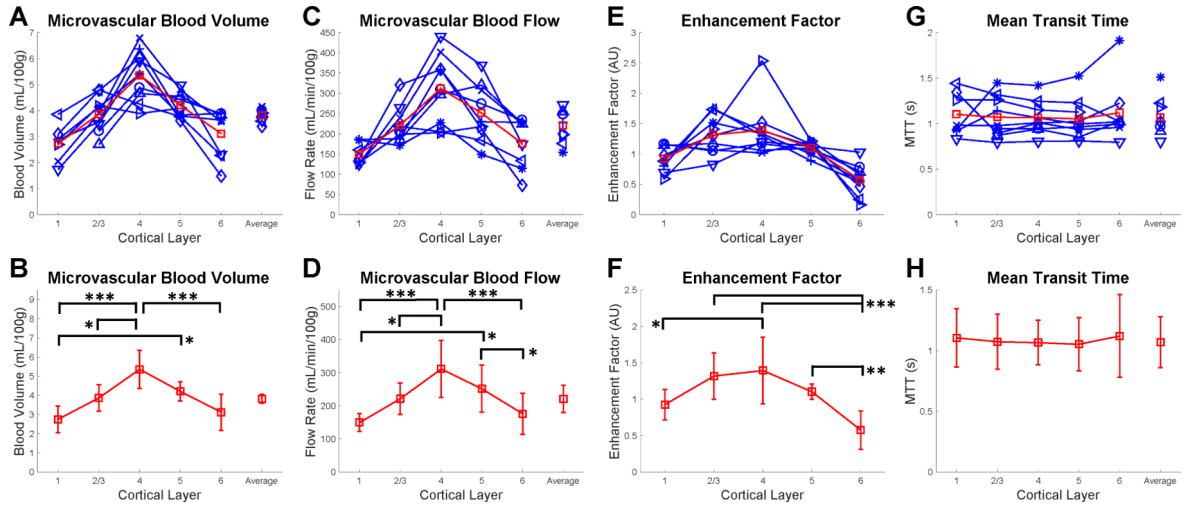 A
Microvascular Blood Volume
Blood Volume (mL/100g)
7
6
5
4
3
2
1
0
1 2/3 4 5 6 Average
Cortical Layer
C
Microvascular Blood Flow
Flow Rate (mL/min/100g)
450
400
350
300
250
200
150
100
50
0
1 2/3 4 5 6 Average
Cortical Layer
E
Enhancement Factor
Enhancement Factor (AU)
3
2.5
2
1.5
1
0.5
0
1 2/3 4 5 6
Cortical Layer
G
Mean Transit Time
MTT (s)
2
1.5
1
0.5
0
1 2/3 4 5 6 Average
Cortical Layer
B
Microvascular Blood Volume
Blood Volume (mL/100g)
9
8
7
6
5
4
3
2
1
0
***
***
*
*
1 2/3 4 5 6 Average
Cortical Layer
D
Microvascular Blood Flow
Flow Rate (mL/min/100g)
500
400
300
200
100
0
***
***
*
*
*
1 2/3 4 5 6 Average
Cortical Layer
F
Enhancement Factor
Enhancement Factor (AU)
2.5
2
1.5
1
0.5
0
***
*
**
1 2/3 4 5 6
Cortical Layer
H
Mean Transit Time
MTT (s)
1.5
1
0.5
0
1 2/3 4 5 6 Average
Cortical Layer